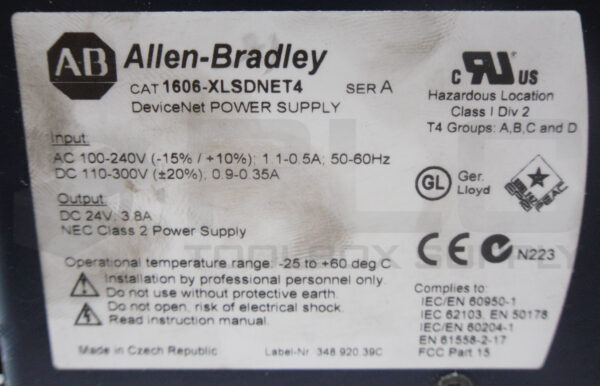 AB Allen-Bradley
CAT 1606-XLSDNET4 SER A
DeviceNet POWER SUPPLY
c RU US
Hazardous Location
Class I Div 2
T4 Groups: A,B,C and D
Input:
AC 100-240V (-15% / +10%); 1.1-0.5A; 50-60Hz
DC 110-300V (±20%); 0.9-0.35A
Output:
DC 24V; 3.8A
NEC Class 2 Power Supply
GL Ger. Lloyd
CE N223
TOOLBOX SUPPLY
Operational temperature range: -25 to +60 deg C
Installation by professional personnel only.
Do not use without protective earth.
Do not open, risk of electrical shock.
Read instruction manual.
Complies to:
IEC/EN 60950-1
IEC 62103, EN 50178
IEC/EN 60204-1
EN 61558-2-17
FCC Part 15
Made in Czech Republic Label-Nr 348.920.39C